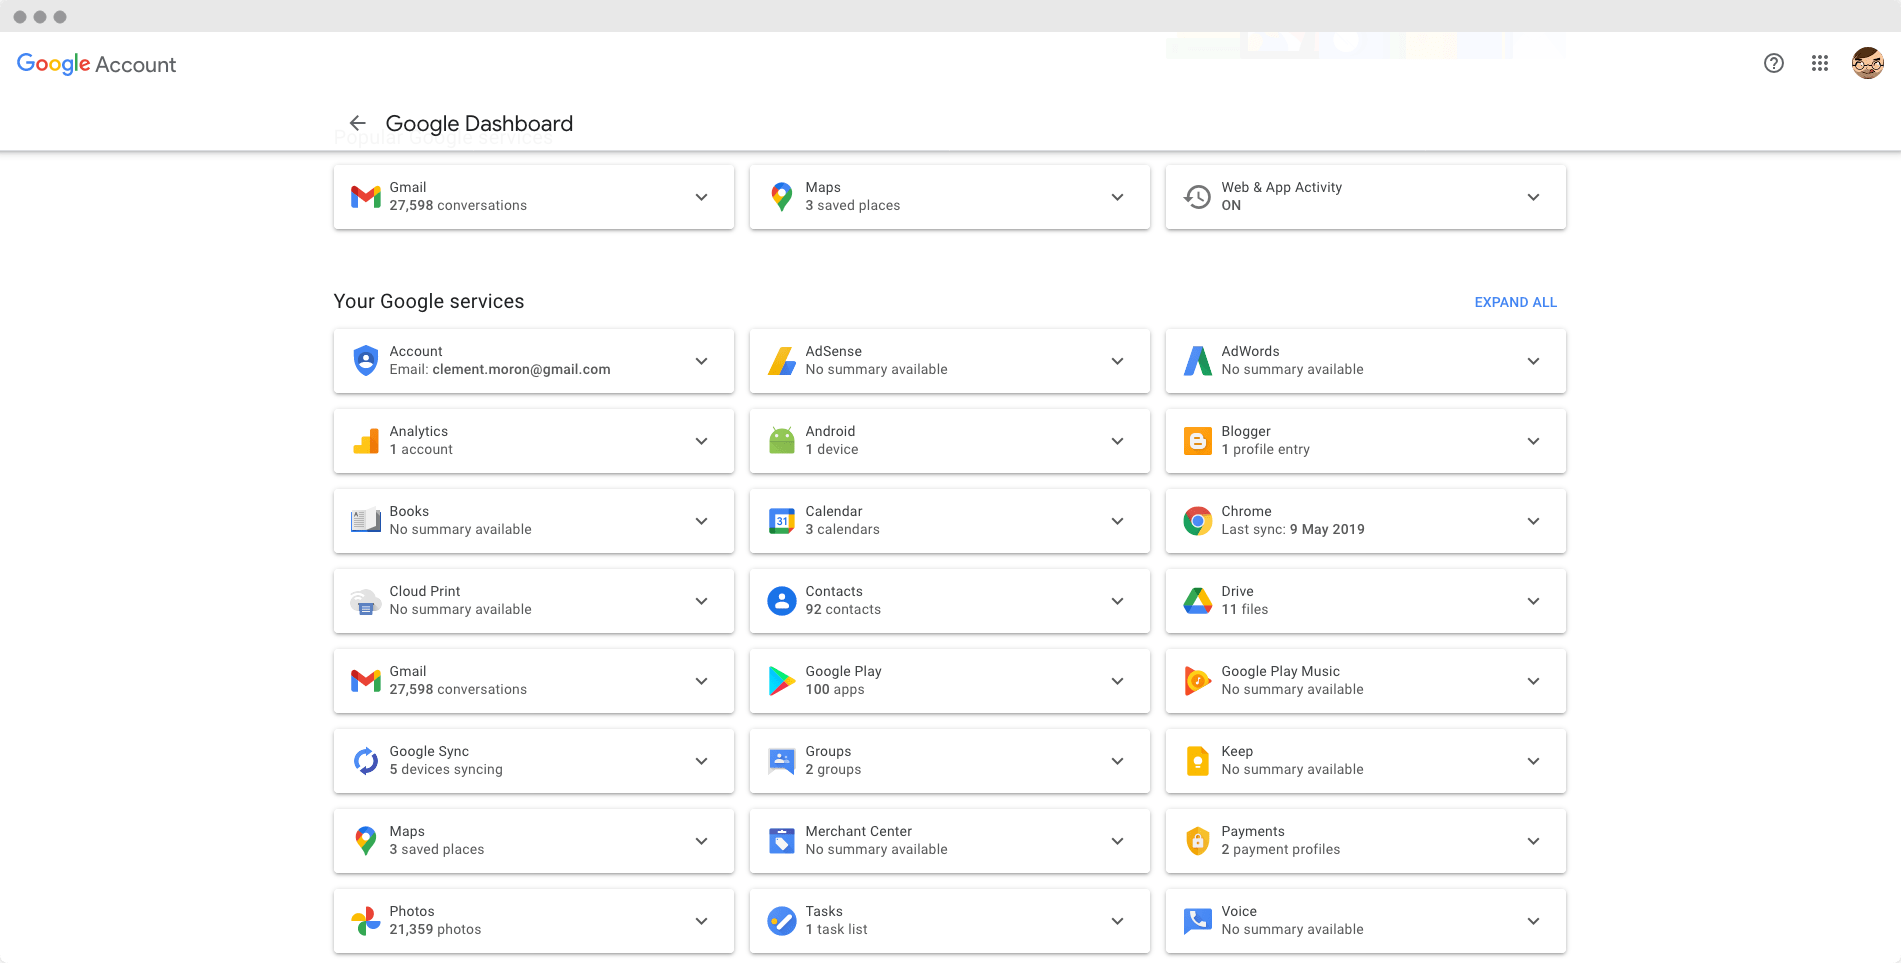 Google Account
Google Dashboard
Popular Google services
Gmail
27,598 conversations
Maps
3 saved places
Web & App Activity
ON
Your Google services
EXPAND ALL
Account
Email: clement.moron@gmail.com
AdSense
No summary available
AdWords
No summary available
Analytics
1 account
Android
1 device
Blogger
1 profile entry
Books
No summary available
Calendar
3 calendars
Chrome
Last sync: 9 May 2019
Cloud Print
No summary available
Contacts
92 contacts
Drive
11 files
Gmail
27,598 conversations
Google Play
100 apps
Google Play Music
No summary available
Google Sync
5 devices syncing
Groups
2 groups
Keep
No summary available
Maps
3 saved places
Merchant Center
No summary available
Payments
2 payment profiles
Photos
21,359 photos
Tasks
1 task list
Voice
No summary available